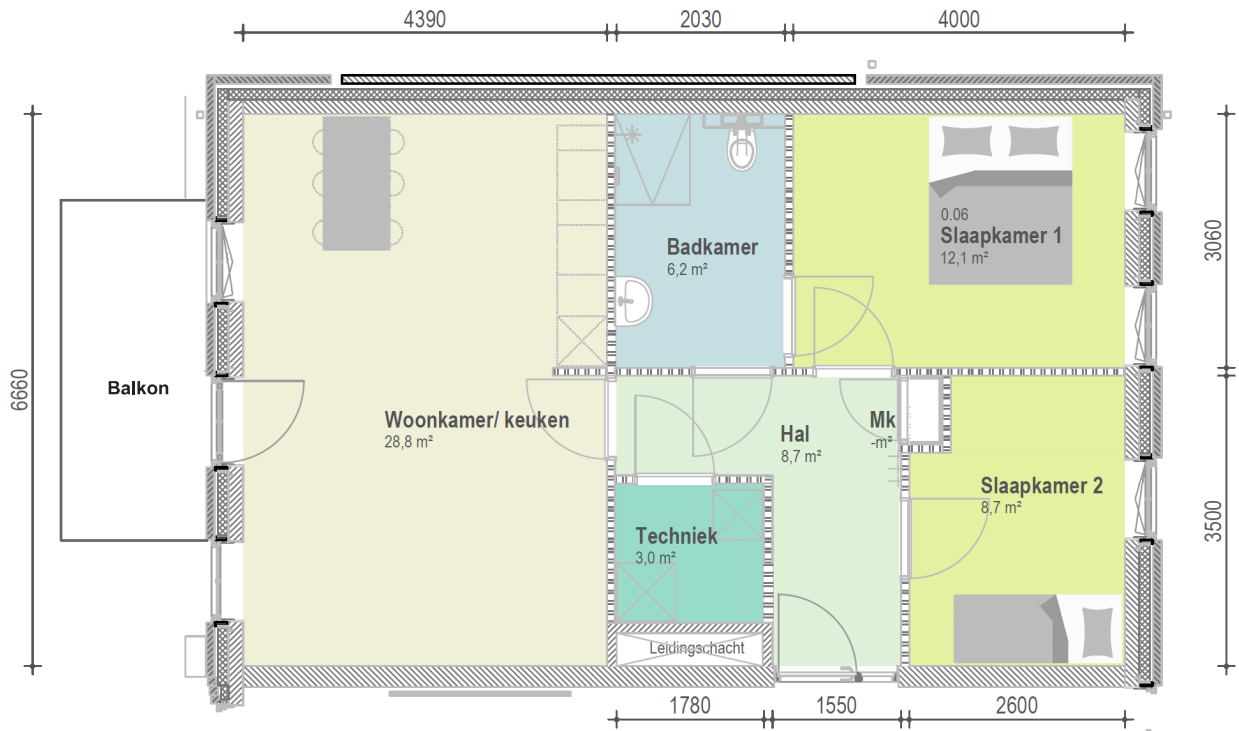 4390
2030
4000
6660
3060
3500
Badkamer
6,2 m²
0.06
Slaapkamer 1
12,1 m²
Balkon
Woonkamer/ keuken
28,8 m²
Hal
8,7 m²
Mk
-m²
Slaapkamer 2
8,7 m²
Techniek
3,0 m²
Leidingschacht
1780
1550
2600